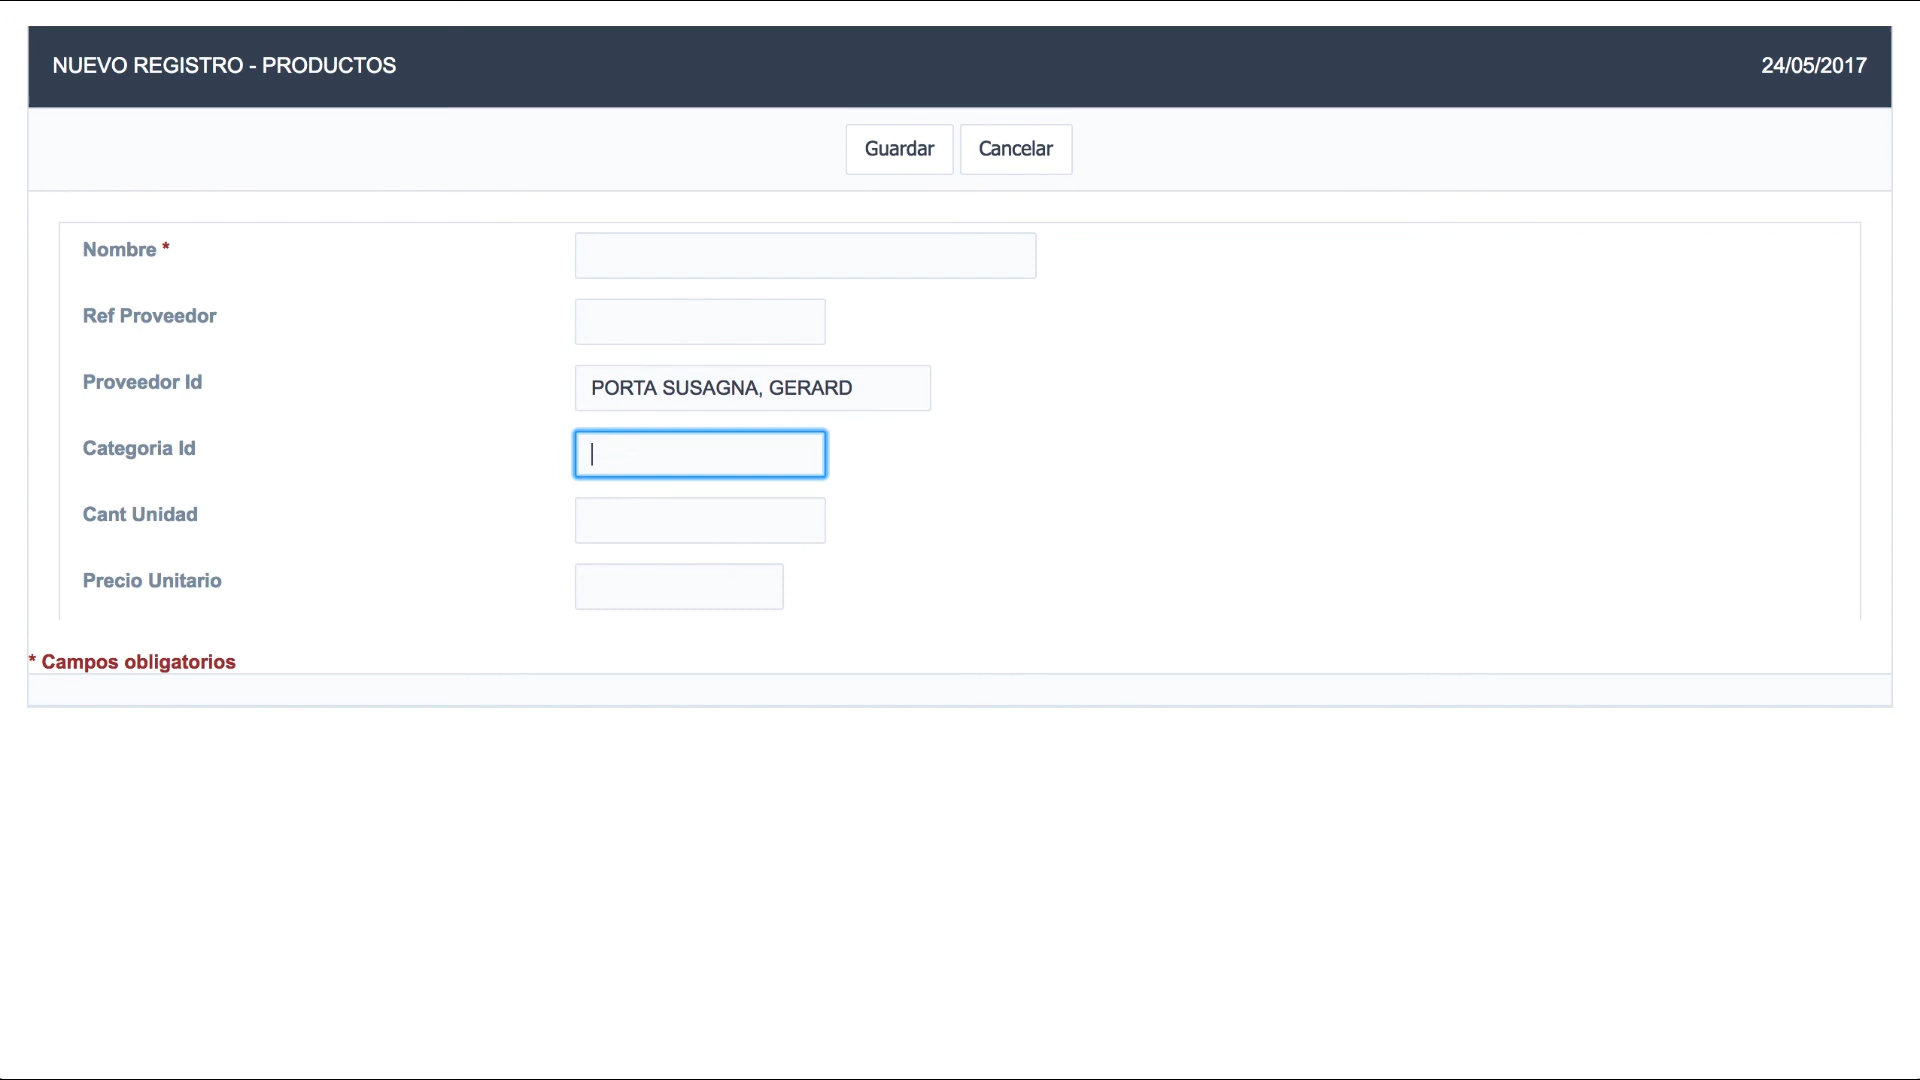 NUEVO REGISTRO - PRODUCTOS 24/05/2017
Guardar Cancelar
Nombre *
Ref Proveedor
Proveedor Id PORTA SUSAGNA, GERARD
Categoria Id
Cant Unidad
Precio Unitario
* Campos obligatorios